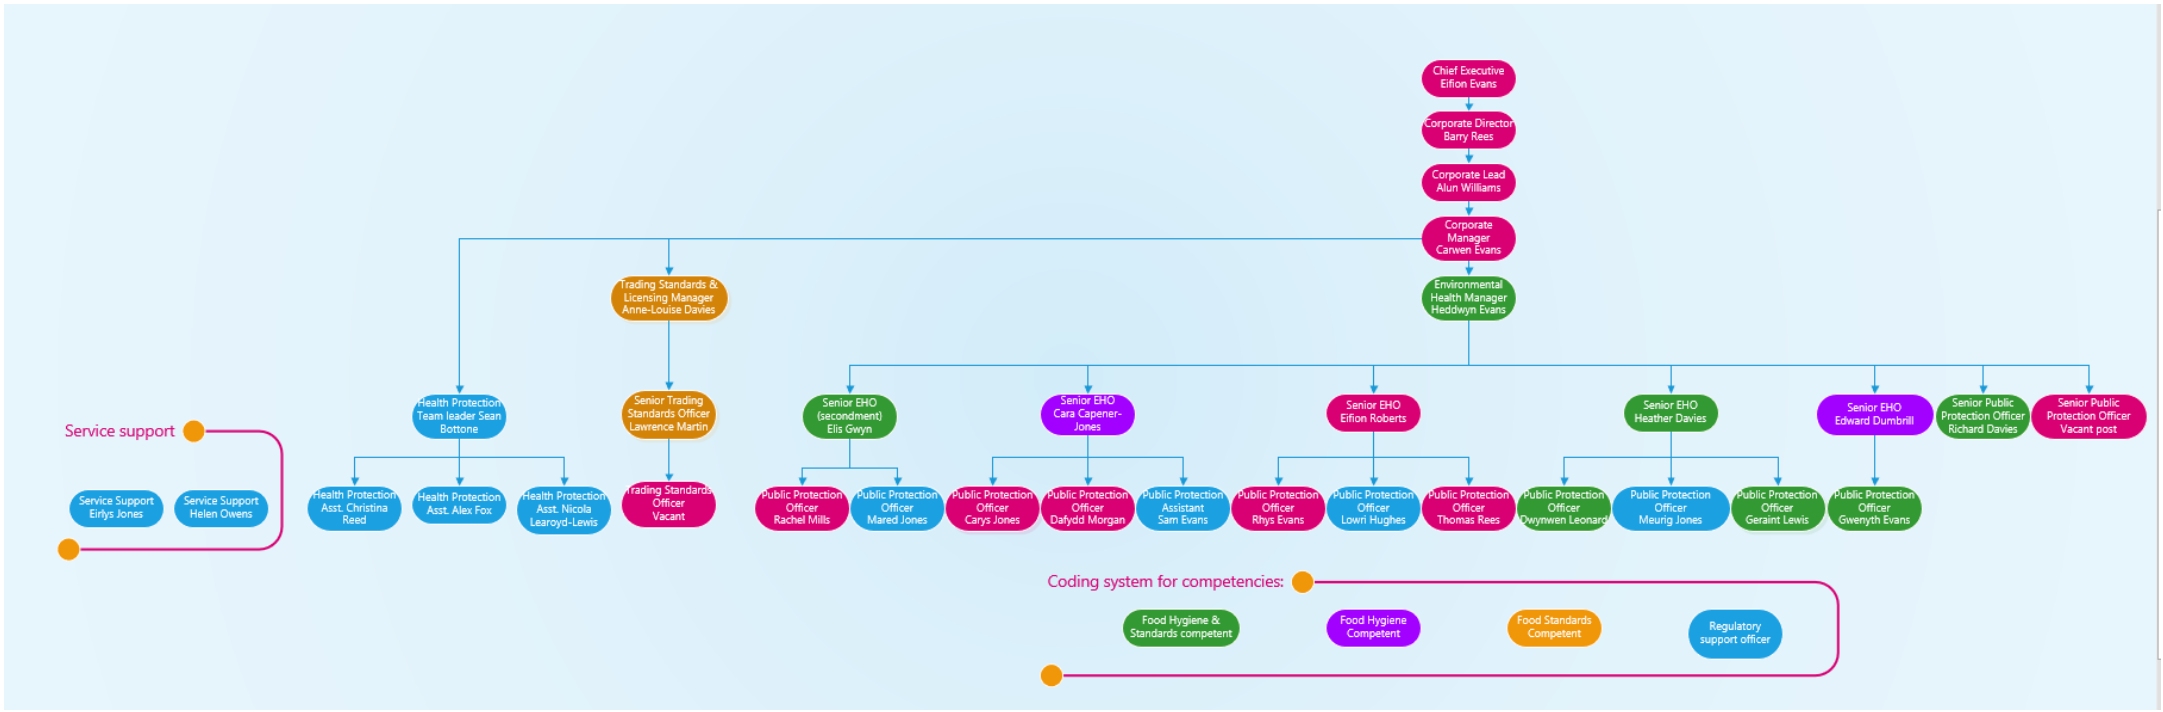 Chief Executive
Eifion Evans
Corporate Director
Barry Rees
Corporate Lead
Alun Williams
Corporate
Manager
Carwen Evans
Trading Standards &
Licensing Manager
Anne-Louise Davies
Environmental
Health Manager
Heddwyn Evans
Health Protection
Team leader Sean
Bottone
Senior Trading
Standards Officer
Lawrence Martin
Senior EHO
(secondment)
Elis Gwyn
Senior EHO
Cara Capener-
Jones
Senior EHO
Eifion Roberts
Senior EHO
Heather Davies
Senior EHO
Edward Dumbrill
Senior Public
Protection Officer
Richard Davies
Senior Public
Protection Officer
Vacant post
Service support
Service Support
Eirlys Jones
Service Support
Helen Owens
Health Protection
Asst. Christina
Reed
Health Protection
Asst. Alex Fox
Health Protection
Asst. Nicola
Learoyd-Lewis
Trading Standards
Officer
Vacant
Public Protection
Officer
Rachel Mills
Public Protection
Officer
Mared Jones
Public Protection
Officer
Carys Jones
Public Protection
Officer
Dafydd Morgan
Public Protection
Assistant
Sam Evans
Public Protection
Officer
Rhys Evans
Public Protection
Officer
Lowri Hughes
Public Protection
Officer
Thomas Rees
Public Protection
Officer
Dwynwen Leonard
Public Protection
Officer
Meurig Jones
Public Protection
Officer
Geraint Lewis
Public Protection
Officer
Gwenyth Evans
Coding system for competencies:
Food Hygiene &
Standards competent
Food Hygiene
Competent
Food Standards
Competent
Regulatory
support officer